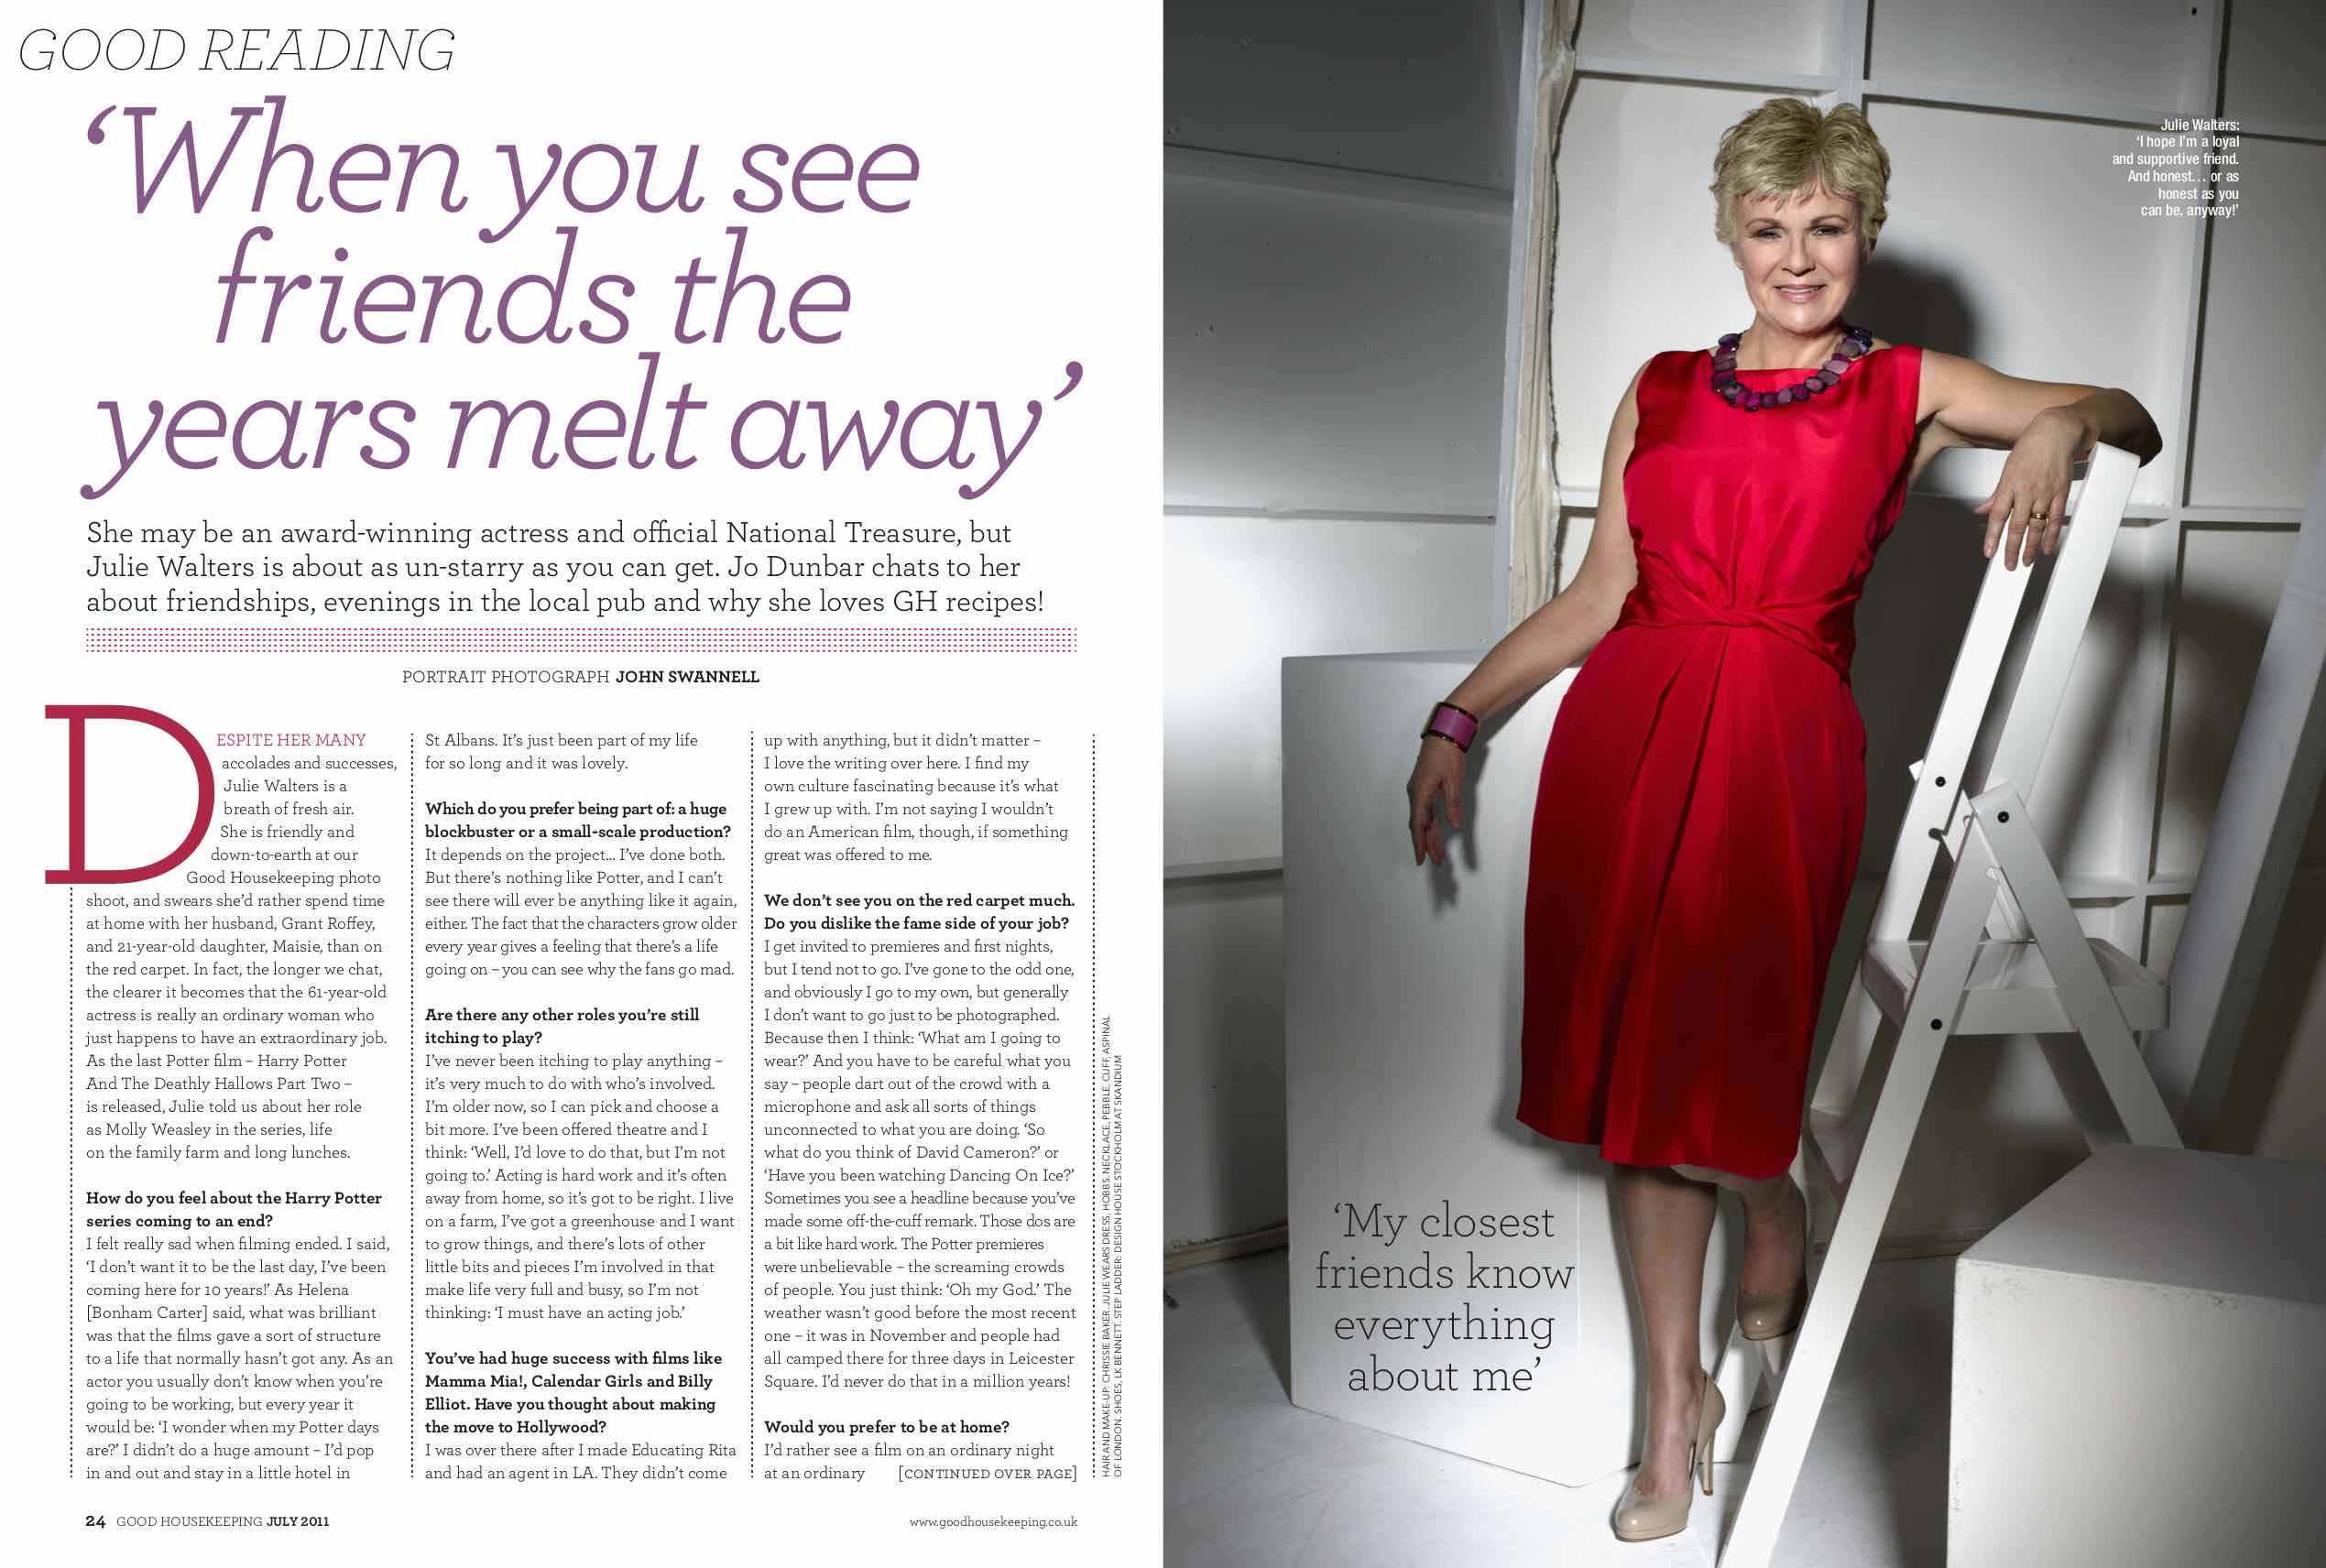 GOOD READING
‘When you see
friends the
years melt away’
She may be an award-winning actress and official National Treasure, but
Julie Walters is about as un-starry as you can get. Jo Dunbar chats to her
about friendships, evenings in the local pub and why she loves GH recipes!
PORTRAIT PHOTOGRAPH JOHN SWANNELL
DESPITE HER MANY
accolades and successes,
Julie Walters is a
breath of fresh air.
She is friendly and
down-to-earth at our
Good Housekeeping photo
shoot, and swears she’d rather spend time
at home with her husband, Grant Roffey,
and 21-year-old daughter, Maisie, than on
the red carpet. In fact, the longer we chat,
the clearer it becomes that the 61-year-old
actress is really an ordinary woman who
just happens to have an extraordinary job.
As the last Potter film – Harry Potter
And The Deathly Hallows Part Two –
is released, Julie told us about her role
as Molly Weasley in the series, life
on the family farm and long lunches.
How do you feel about the Harry Potter
series coming to an end?
I felt really sad when filming ended. I said,
‘I don’t want it to be the last day, I’ve been
coming here for 10 years!’ As Helena
[Bonham Carter] said, what was brilliant
was that the films gave a sort of structure
to a life that normally hasn’t got any. As an
actor you usually don’t know when you’re
going to be working, but every year it
would be: ‘I wonder when my Potter days
are?’ I didn’t do a huge amount – I’d pop
in and out and stay in a little hotel in
St Albans. It’s just been part of my life
for so long and it was lovely.
Which do you prefer being part of: a huge
blockbuster or a small-scale production?
It depends on the project... I’ve done both.
But there’s nothing like Potter, and I can’t
see there will ever be anything like it again,
either. The fact that the characters grow older
every year gives a feeling that there’s a life
going on – you can see why the fans go mad.
Are there any other roles you’re still
itching to play?
I’ve never been itching to play anything –
it’s very much to do with who’s involved.
I’m older now, so I can pick and choose a
bit more. I’ve been offered theatre and I
think: ‘Well, I’d love to do that, but I’m not
going to.’ Acting is hard work and it’s often
away from home, so it’s got to be right. I live
on a farm, I’ve got a greenhouse and I want
to grow things, and there’s lots of other
little bits and pieces I’m involved in that
make life very full and busy, so I’m not
thinking: ‘I must have an acting job.’
You’ve had huge success with films like
Mamma Mia!, Calendar Girls and Billy
Elliot. Have you thought about making
the move to Hollywood?
I was over there after I made Educating Rita
and had an agent in LA. They didn’t come
up with anything, but it didn’t matter –
I love the writing over here. I find my
own culture fascinating because it’s what
I grew up with. I’m not saying I wouldn’t
do an American film, though, if something
great was offered to me.
We don’t see you on the red carpet much.
Do you dislike the fame side of your job?
I get invited to premieres and first nights,
but I tend not to go. I’ve gone to the odd one,
and obviously I go to my own, but generally
I don’t want to go just to be photographed.
Because then I think: ‘What am I going to
wear?’ And you have to be careful what you
say – people dart out of the crowd with a
microphone and ask all sorts of things
unconnected to what you are doing. ‘So
what do you think of David Cameron?’ or
‘Have you been watching Dancing On Ice?’
Sometimes you see a headline because you’ve
made some off-the-cuff remark. Those dos are
a bit like hard work. The Potter premieres
were unbelievable – the screaming crowds
of people. You just think: ‘Oh my God.’ The
weather wasn’t good before the most recent
one – it was in November and people had
all camped there for three days in Leicester
Square. I’d never do that in a million years!
Would you prefer to be at home?
I’d rather see a film on an ordinary night
at an ordinary [CONTINUED OVER PAGE]
HAIR AND MAKE-UP: CHRISSIE BAKER. JULIE WEARS DRESS, HOBBS. NECKLACE, PEBBLE. CUFF, ASPINAL
OF LONDON. SHOES, LK BENNETT. STEP LADDER: DESIGN HOUSE STOCKHOLM AT SKANDIUM
24 GOOD HOUSEKEEPING JULY 2011
www.goodhousekeeping.co.uk
Julie Walters:
‘I hope I’m a loyal
and supportive friend.
And honest... or as
honest as you
can be, anyway!’
‘My closest
friends know
everything
about me’